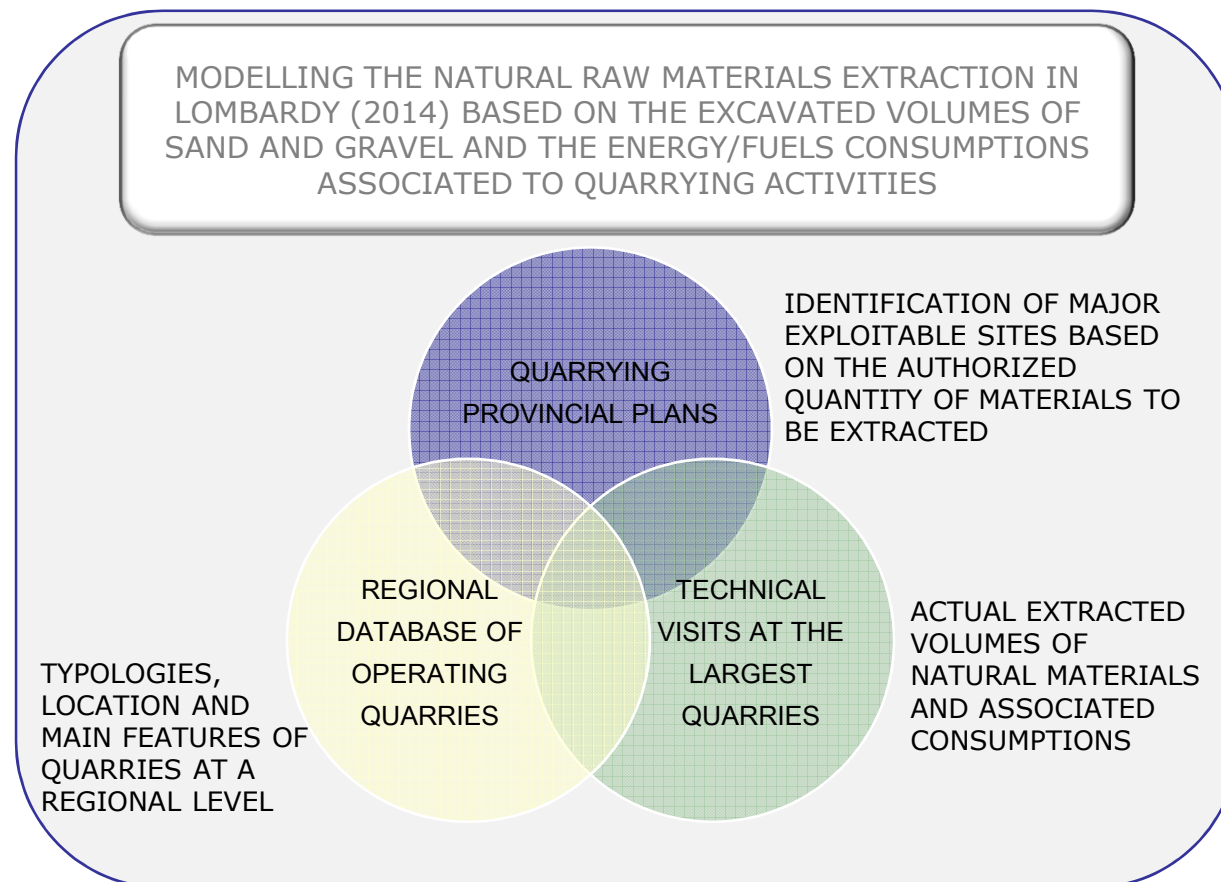 MODELLING THE NATURAL RAW MATERIALS EXTRACTION IN
LOMBARDY (2014) BASED ON THE EXCAVATED VOLUMES OF
SAND AND GRAVEL AND THE ENERGY/FUELS CONSUMPTIONS
ASSOCIATED TO QUARRYING ACTIVITIES
QUARRYING
PROVINCIAL PLANS
IDENTIFICATION OF MAJOR
EXPLOITABLE SITES BASED
ON THE AUTHORIZED
QUANTITY OF MATERIALS TO
BE EXTRACTED
REGIONAL
DATABASE OF
OPERATING
QUARRIES
TECHNICAL
VISITS AT THE
LARGEST
QUARRIES
TYPOLOGIES,
LOCATION AND
MAIN FEATURES OF
QUARRIES AT A
REGIONAL LEVEL
ACTUAL EXTRACTED
VOLUMES OF
NATURAL MATERIALS
AND ASSOCIATED
CONSUMPTIONS